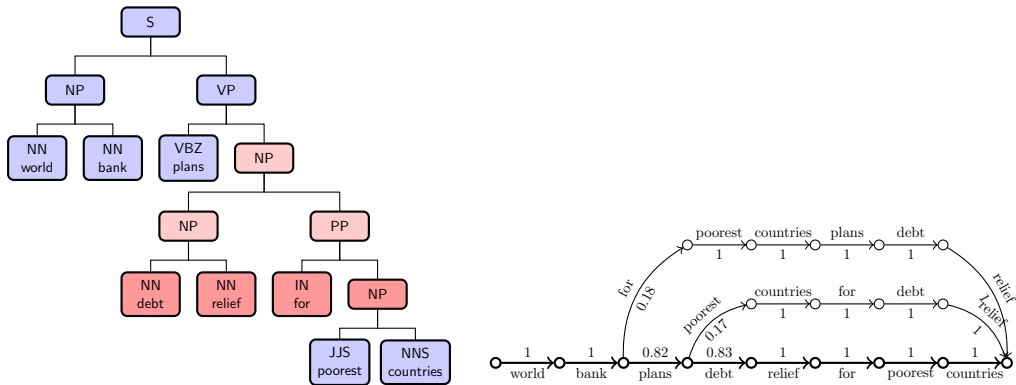 S
NP
VP
NN
world
NN
bank
VBZ
plans
NP
NP
PP
NN
debt
NN
relief
IN
for
NP
JJS
poorest
NNS
countries
poorest countries plans debt
1 1 1 1
for
0.18
relief
1
poorest
0.17
countries for debt
1 1 1
relief
1
1 1 0.82 0.83 1 1 1 1
world bank plans debt relief for poorest countries